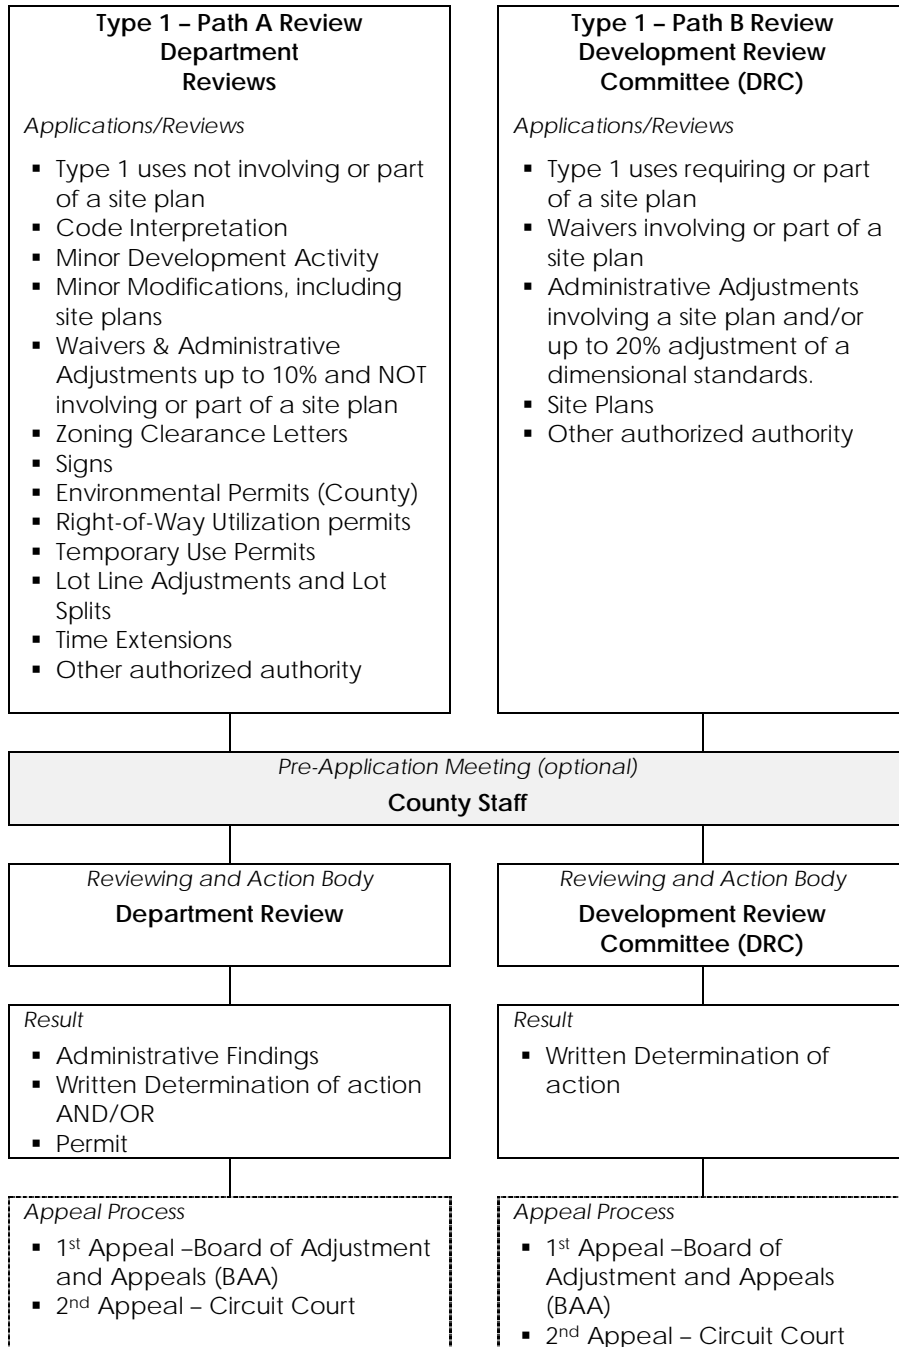 Type 1 – Path A Review
Department
Reviews
Applications/Reviews
▪ Type 1 uses not involving or part
of a site plan
▪ Code Interpretation
▪ Minor Development Activity
▪ Minor Modifications, including
site plans
▪ Waivers & Administrative
Adjustments up to 10% and NOT
involving or part of a site plan
▪ Zoning Clearance Letters
▪ Signs
▪ Environmental Permits (County)
▪ Right-of-Way Utilization permits
▪ Temporary Use Permits
▪ Lot Line Adjustments and Lot
Splits
▪ Time Extensions
▪ Other authorized authority
Type 1 – Path B Review
Development Review
Committee (DRC)
Applications/Reviews
▪ Type 1 uses requiring or part
of a site plan
▪ Waivers involving or part of a
site plan
▪ Administrative Adjustments
involving a site plan and/or
up to 20% adjustment of a
dimensional standards.
▪ Site Plans
▪ Other authorized authority
Pre-Application Meeting (optional)
County Staff
Reviewing and Action Body
Department Review
Reviewing and Action Body
Development Review
Committee (DRC)
Result
▪ Administrative Findings
▪ Written Determination of action
AND/OR
▪ Permit
Result
▪ Written Determination of
action
Appeal Process
▪ 1st Appeal –Board of Adjustment
and Appeals (BAA)
▪ 2nd Appeal – Circuit Court
Appeal Process
▪ 1st Appeal –Board of
Adjustment and Appeals
(BAA)
▪ 2nd Appeal – Circuit Court